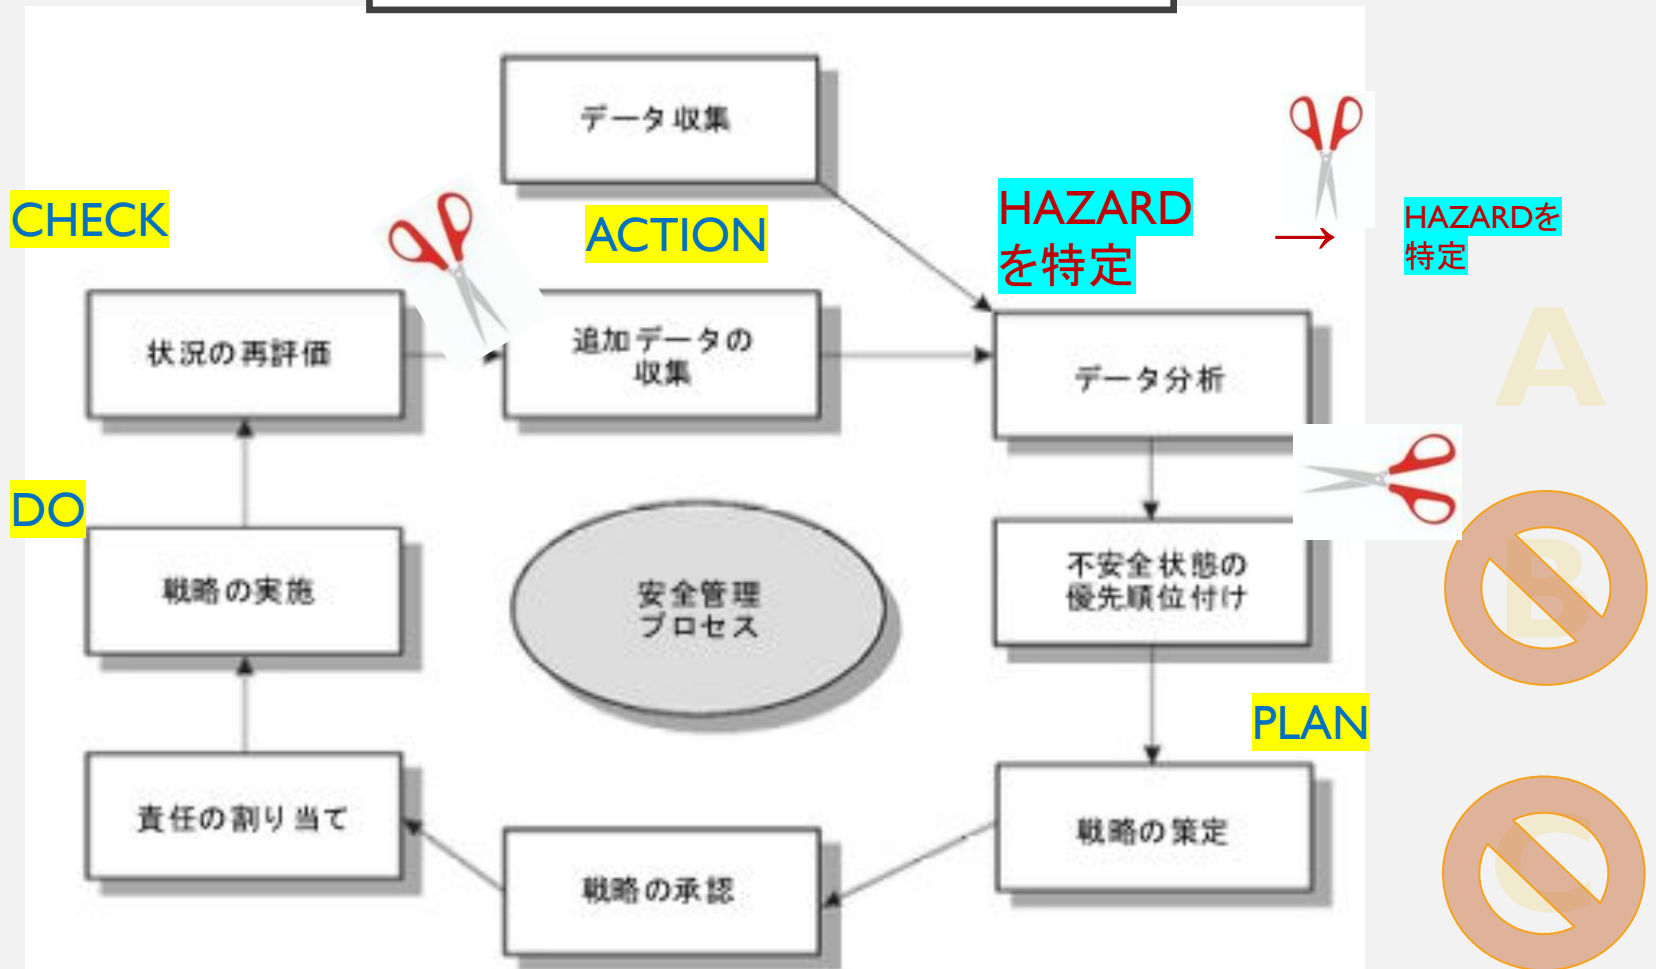 データ収集
CHECK
ACTION
HAZARD
を特定
→
HAZARDを
特定
状況の再評価
追加データの
収集
データ分析
A
DO
戦略の実施
安全管理
プロセス
不安全状態の
優先順位付け
B
PLAN
責任の割り当て
戦略の承認
戦略の策定
C